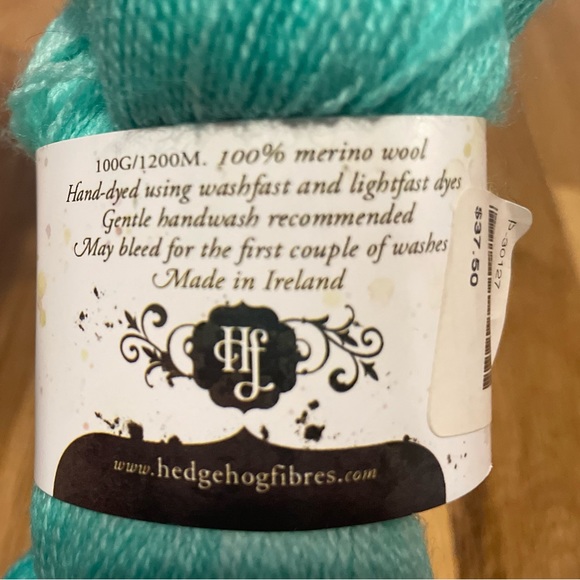 100G/1200M. 100% merino wool
Hand-dyed using washfast and lightfast dyes
Gentle handwash recommended
May bleed for the first couple of washes
Made in Ireland
Hf
www.hedgehogfibres.com
p-30127
$37.50